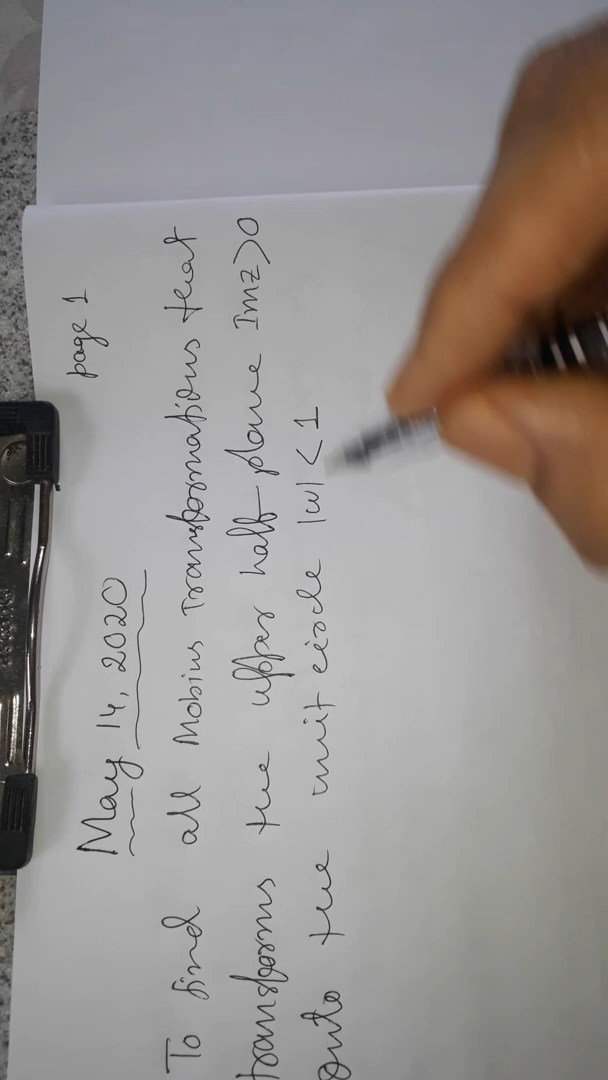 page 1
May 14, 2020
To find all Mobius Transformations that
transforms the upper half-plane Imz>0
onto the unit circle |w| < 1